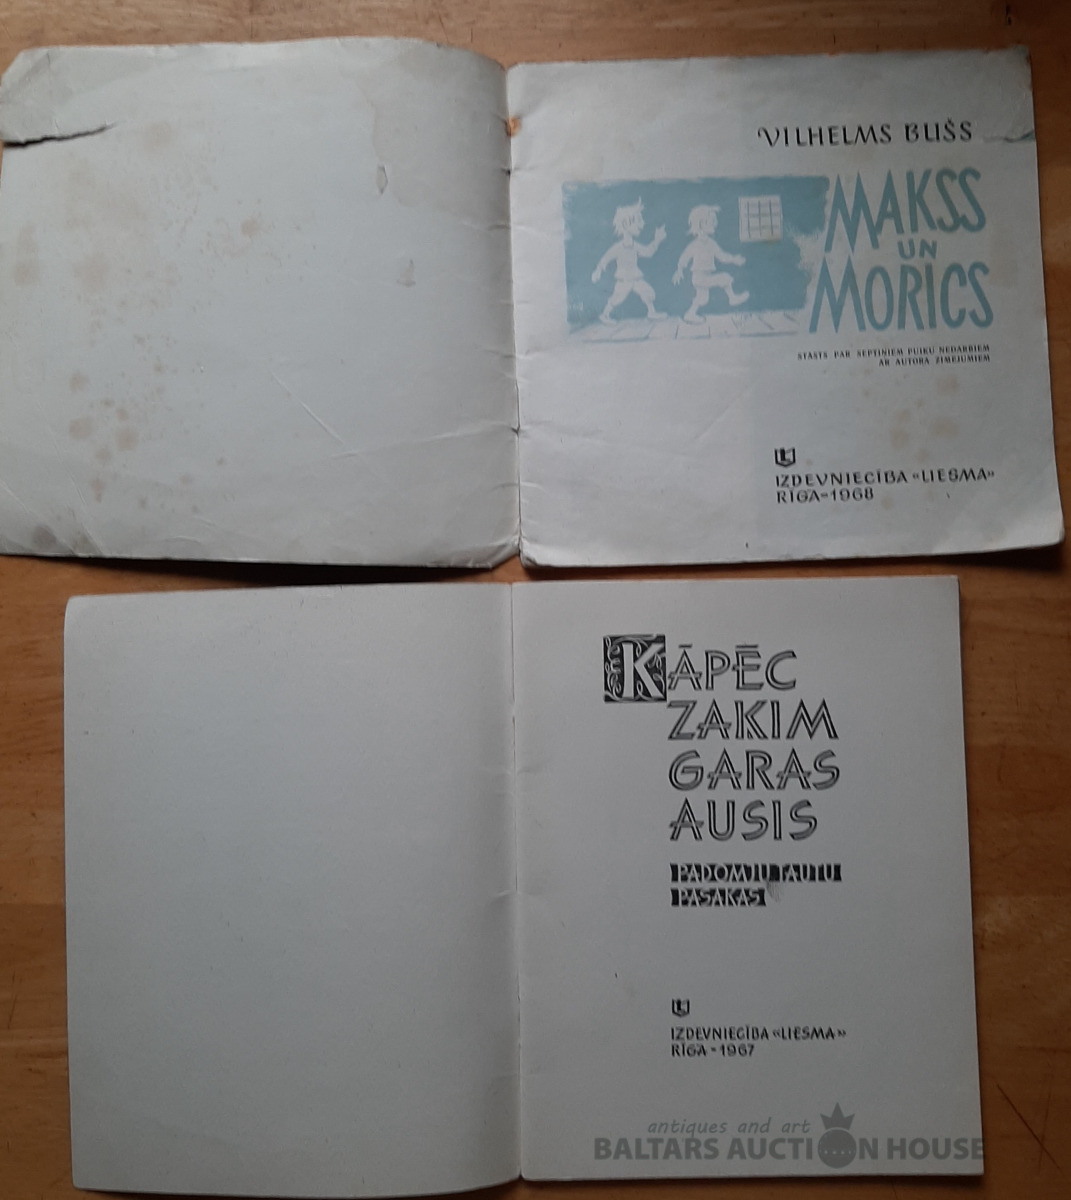 VILHELMS BUŠS
MAKSS
UN
MORICS
STĀSTS PAR SEPTIŅIEM PUIKU NEDARBIEM
AR AUTORA ZĪMĒJUMIEM
IZDEVNIECĪBA «LIESMA»
RĪGA-1968
KĀPĒC
ZAĶIM
GARAS
AUSIS
PADOMJU TAUTU
PASAKAS
IZDEVNIECĪBA «LIESMA»
RĪGA-1967
antiques and art
BALTARS AUCTION HOUSE